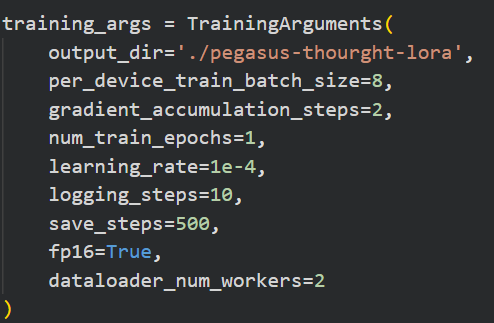 training_args = TrainingArguments(
    output_dir='./pegasus-thourght-lora',
    per_device_train_batch_size=8,
    gradient_accumulation_steps=2,
    num_train_epochs=1,
    learning_rate=1e-4,
    logging_steps=10,
    save_steps=500,
    fp16=True,
    dataloader_num_workers=2
)